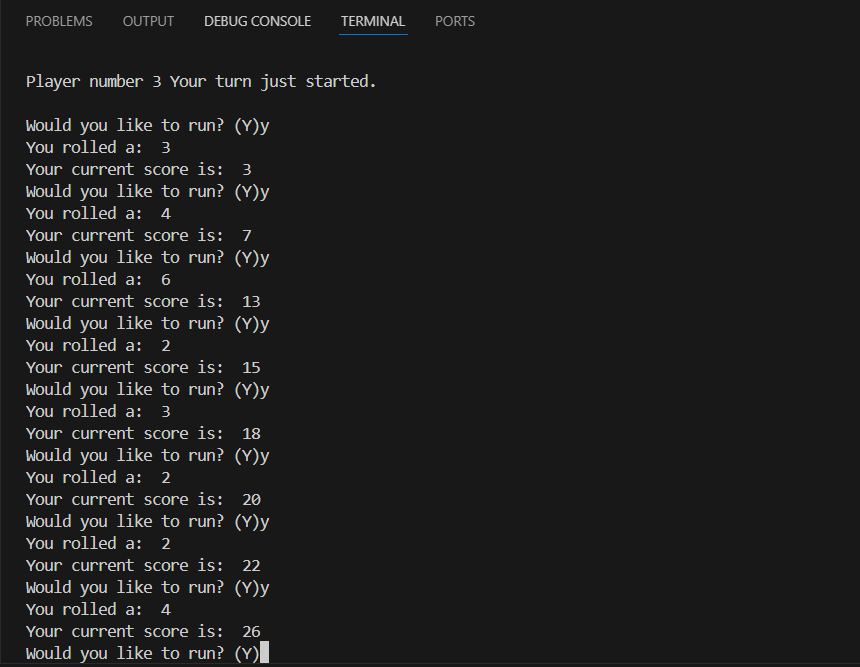 PROBLEMS OUTPUT DEBUG CONSOLE TERMINAL PORTS
Player number 3 Your turn just started.
Would you like to run? (Y)y
You rolled a:  3
Your current score is:  3
Would you like to run? (Y)y
You rolled a:  4
Your current score is:  7
Would you like to run? (Y)y
You rolled a:  6
Your current score is:  13
Would you like to run? (Y)y
You rolled a:  2
Your current score is:  15
Would you like to run? (Y)y
You rolled a:  3
Your current score is:  18
Would you like to run? (Y)y
You rolled a:  2
Your current score is:  20
Would you like to run? (Y)y
You rolled a:  2
Your current score is:  22
Would you like to run? (Y)y
You rolled a:  4
Your current score is:  26
Would you like to run? (Y)